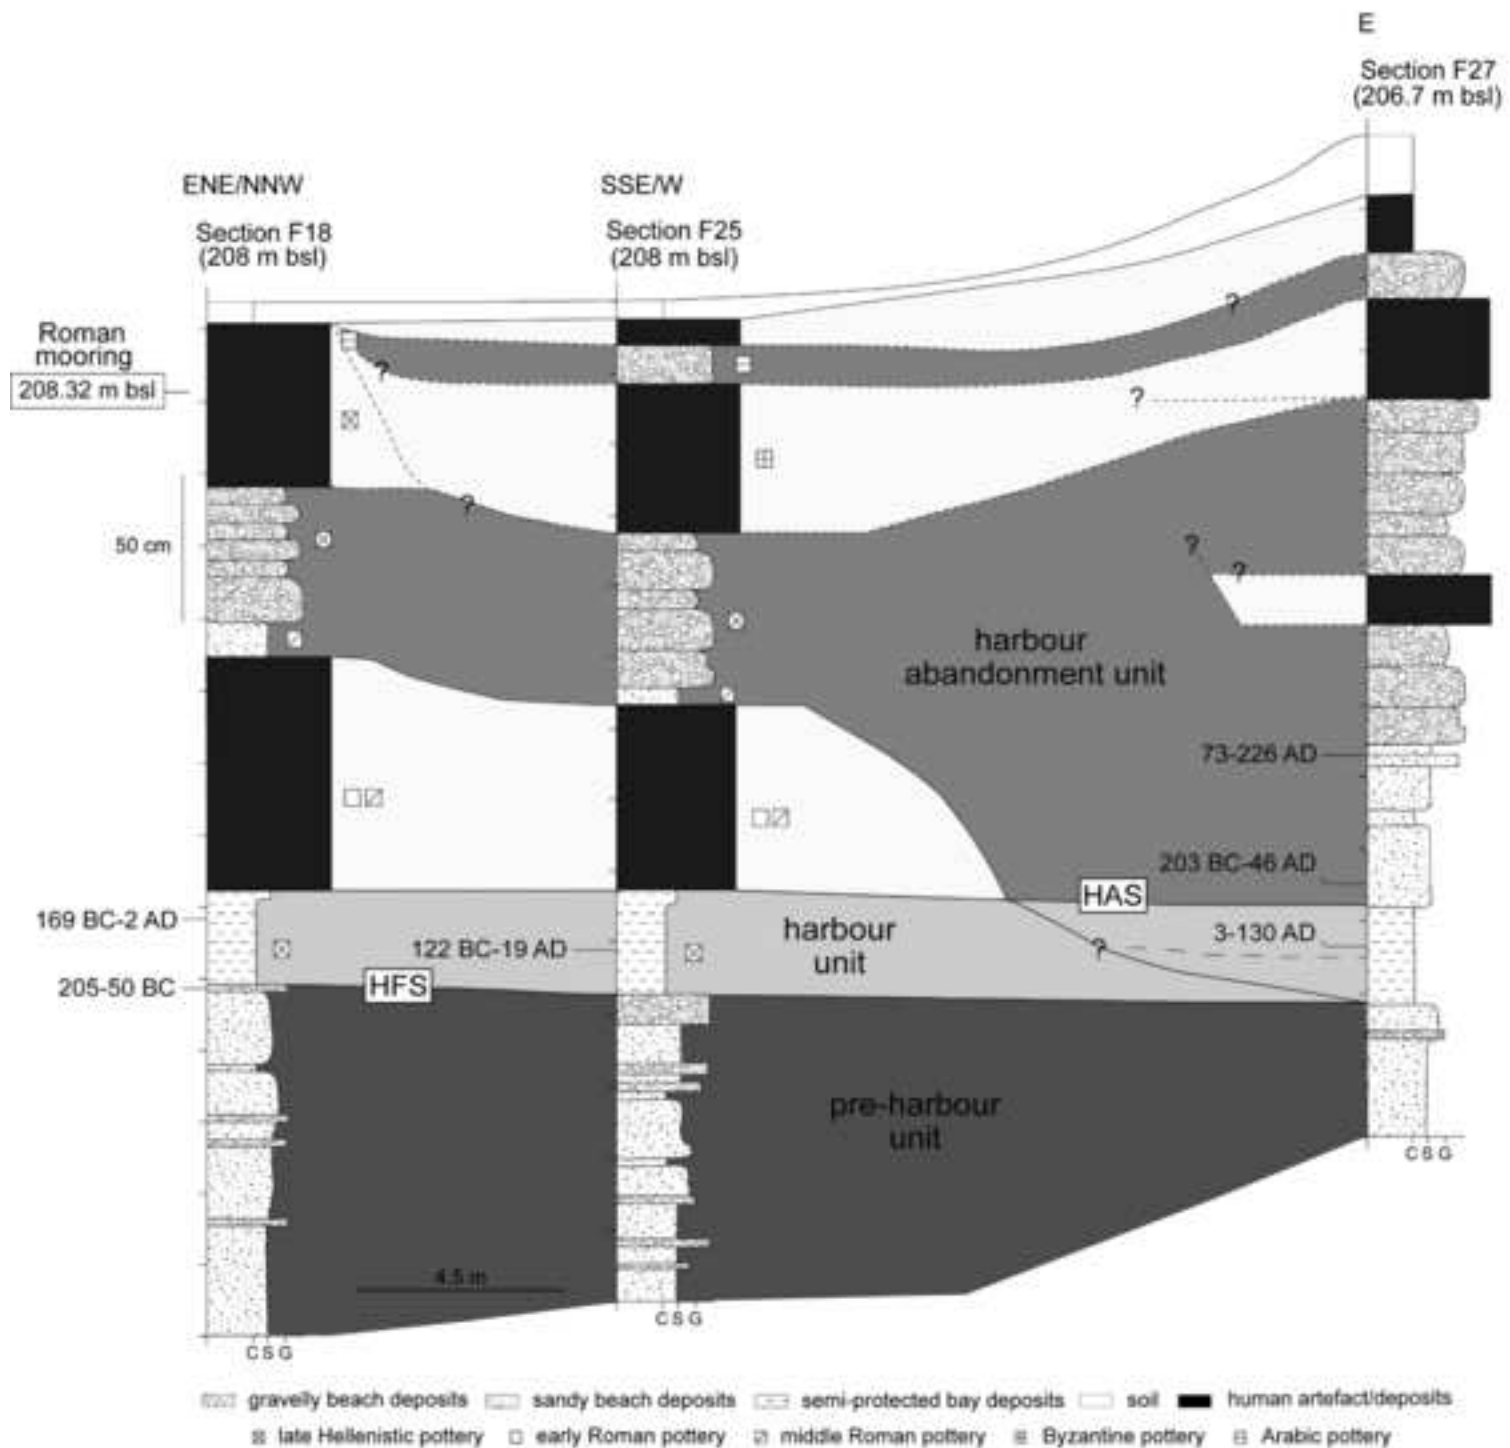 E
Section F27
(206.7 m bsl)
ENE/NNW
SSE/W
Section F18
(208 m bsl)
Section F25
(208 m bsl)
?
Roman
mooring
208.32 m bsl
?
?
?
50 cm
?
?
harbour
abandonment unit
73-226 AD
203 BC-46 AD
HAS
169 BC-2 AD
harbour
unit
122 BC-19 AD
3-130 AD
?
205-50 BC
HFS
pre-harbour
unit
C S G
4.5 m
C S G
C S G
gravelly beach deposits sandy beach deposits semi-protected bay deposits soil human artefact/deposits
late Hellenistic pottery early Roman pottery middle Roman pottery Byzantine pottery Arabic pottery